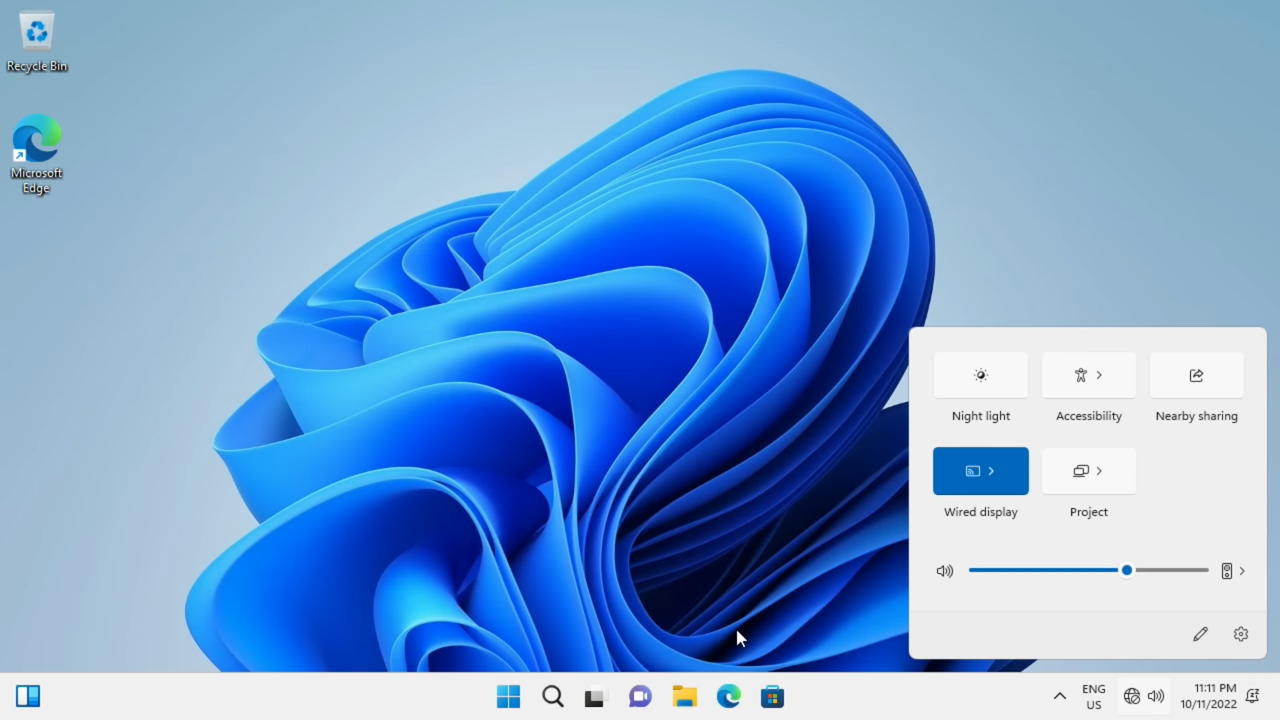 Recycle Bin
Microsoft
Edge
Night light
Accessibility
Nearby sharing
Wired display
Project
ENG
US
11:11 PM
10/11/2022